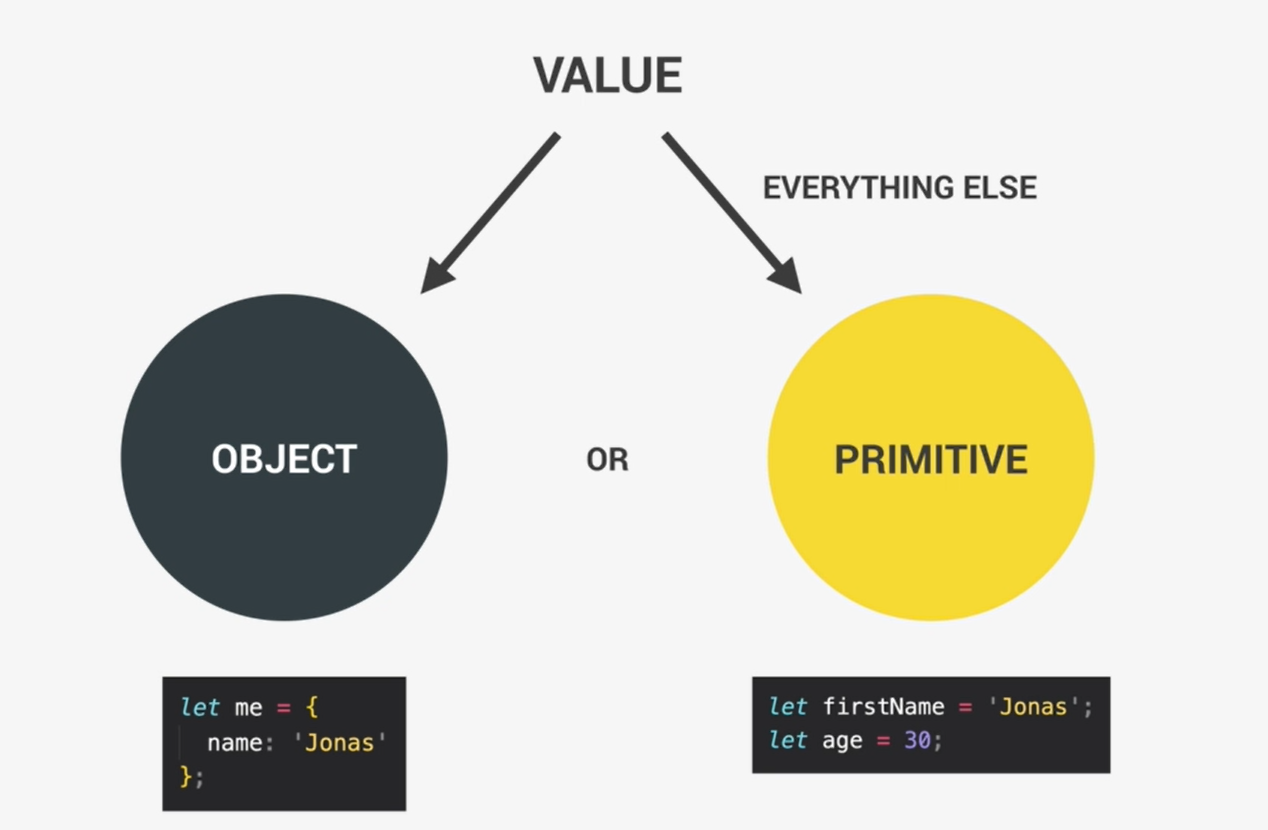 VALUE
EVERYTHING ELSE
OBJECT
OR
PRIMITIVE
let me = {
  name: 'Jonas'
};
let firstName = 'Jonas';
let age = 30;